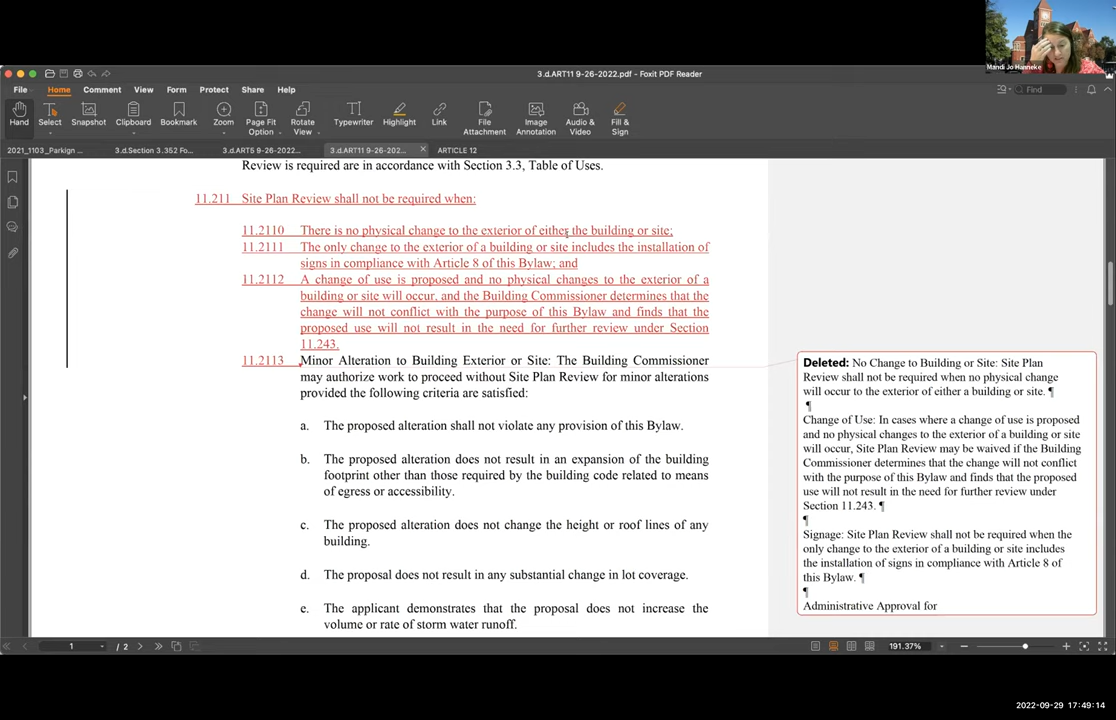 Mandi Jo Hanneke
3.d.ART11 9-26-2022.pdf - Foxit PDF Reader
File Home Comment View Form Protect Share Help
Find
Hand Select Snapshot Clipboard Bookmark Zoom Page Fit Option Rotate View Typewriter Highlight Link File Attachment Image Annotation Audio & Video Fill & Sign
2021_1103_Parkign ... 3.d.Section 3.352 Fo... 3.d.ART5 9-26-2022... 3.d.ART11 9-26-202... ARTICLE 12
Review is required are in accordance with Section 3.3, Table of Uses.
11.211 Site Plan Review shall not be required when:
11.2110 There is no physical change to the exterior of either the building or site;
11.2111 The only change to the exterior of a building or site includes the installation of
signs in compliance with Article 8 of this Bylaw; and
11.2112 A change of use is proposed and no physical changes to the exterior of a
building or site will occur, and the Building Commissioner determines that the
change will not conflict with the purpose of this Bylaw and finds that the
proposed use will not result in the need for further review under Section
11.243.
11.2113 Minor Alteration to Building Exterior or Site: The Building Commissioner
may authorize work to proceed without Site Plan Review for minor alterations
provided the following criteria are satisfied:
a. The proposed alteration shall not violate any provision of this Bylaw.
b. The proposed alteration does not result in an expansion of the building
footprint other than those required by the building code related to means
of egress or accessibility.
c. The proposed alteration does not change the height or roof lines of any
building.
d. The proposal does not result in any substantial change in lot coverage.
e. The applicant demonstrates that the proposal does not increase the
volume or rate of storm water runoff.
Deleted: No Change to Building or Site: Site Plan
Review shall not be required when no physical change
will occur to the exterior of either a building or site. ¶
¶
Change of Use: In cases where a change of use is proposed
and no physical changes to the exterior of a building or site
will occur, Site Plan Review may be waived if the Building
Commissioner determines that the change will not conflict
with the purpose of this Bylaw and finds that the proposed
use will not result in the need for further review under
Section 11.243. ¶
¶
Signage: Site Plan Review shall not be required when the
only change to the exterior of a building or site includes
the installation of signs in compliance with Article 8 of
this Bylaw. ¶
¶
Administrative Approval for
1 / 2
191.37%
2022-09-29 17:49:14